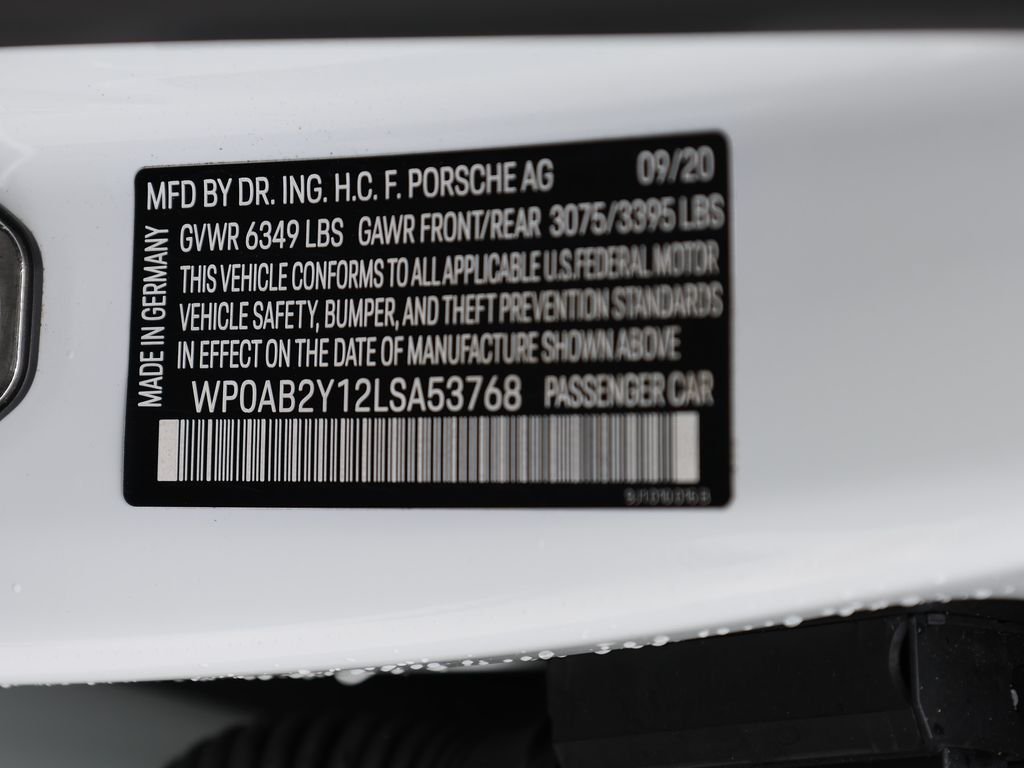 MFD BY DR. ING. H.C. F. PORSCHE AG 09/20
GVWR 6349 LBS GAWR FRONT/REAR 3075/3395 LBS
THIS VEHICLE CONFORMS TO ALL APPLICABLE U.S.FEDERAL MOTOR
VEHICLE SAFETY, BUMPER, AND THEFT PREVENTION STANDARDS
IN EFFECT ON THE DATE OF MANUFACTURE SHOWN ABOVE
WP0AB2Y12LSA53768 PASSENGER CAR
MADE IN GERMANY